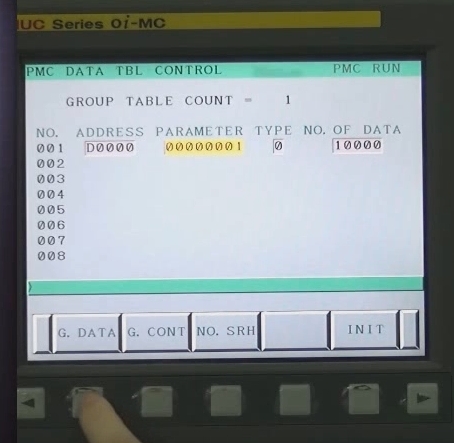 UC Series 0i-MC
PMC DATA TBL CONTROL PMC RUN
GROUP TABLE COUNT = 1
NO. ADDRESS PARAMETER TYPE NO. OF DATA
001 D0000 00000001 0 10000
002
003
004
005
006
007
008
G. DATA G. CONT NO. SRH INIT